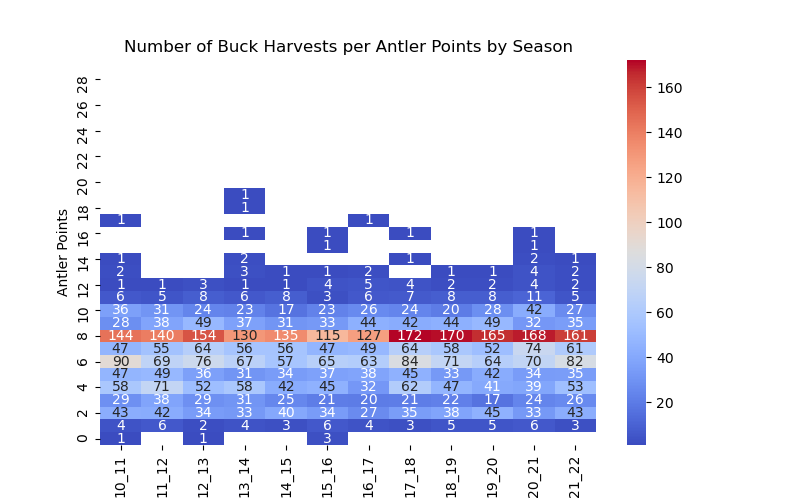 Number of Buck Harvests per Antler Points by Season
28
26
24
22
20
1
18 1
1 1
16 1 1 1 1
1 1
14 1 2 1 2 1
2 3 1 1 2 1 1 4 2
12 1 1 3 1 1 4 5 4 2 2 4 2
6 5 8 6 8 3 6 7 8 8 11 5
10 36 31 24 23 17 23 26 24 20 28 42 27
28 38 49 37 31 33 44 42 44 49 32 35
8 144 140 154 130 135 115 127 172 170 165 168 161
47 55 64 56 56 47 49 64 58 52 74 61
6 90 69 76 67 57 65 63 84 71 64 70 82
47 49 36 31 34 37 38 45 33 42 34 35
4 58 71 52 58 42 45 32 62 47 41 39 53
29 38 29 31 25 21 20 21 22 17 24 26
2 43 42 34 33 40 34 27 35 38 45 33 43
4 6 2 4 3 6 4 3 5 5 6 3
0 1 1 3
10_11 11_12 12_13 13_14 14_15 15_16 16_17 17_18 18_19 19_20 20_21 21_22
Antler Points
160
140
120
100
80
60
40
20